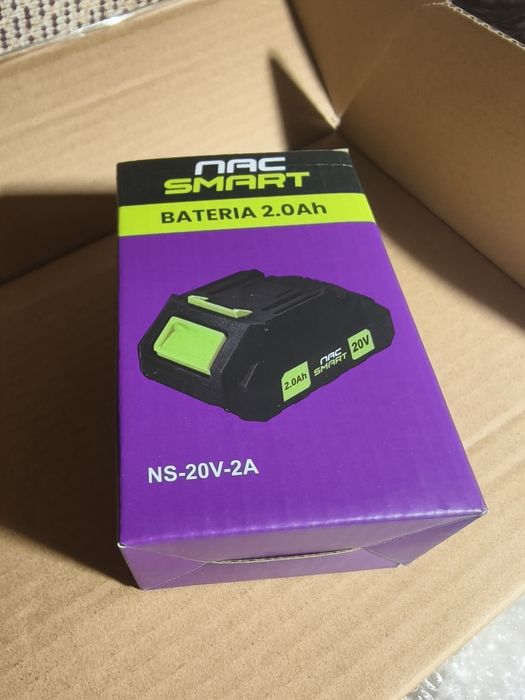 NAC
SMART
BATERIA 2.0Ah
2.0Ah
NAC
SMART
20V
NS-20V-2A